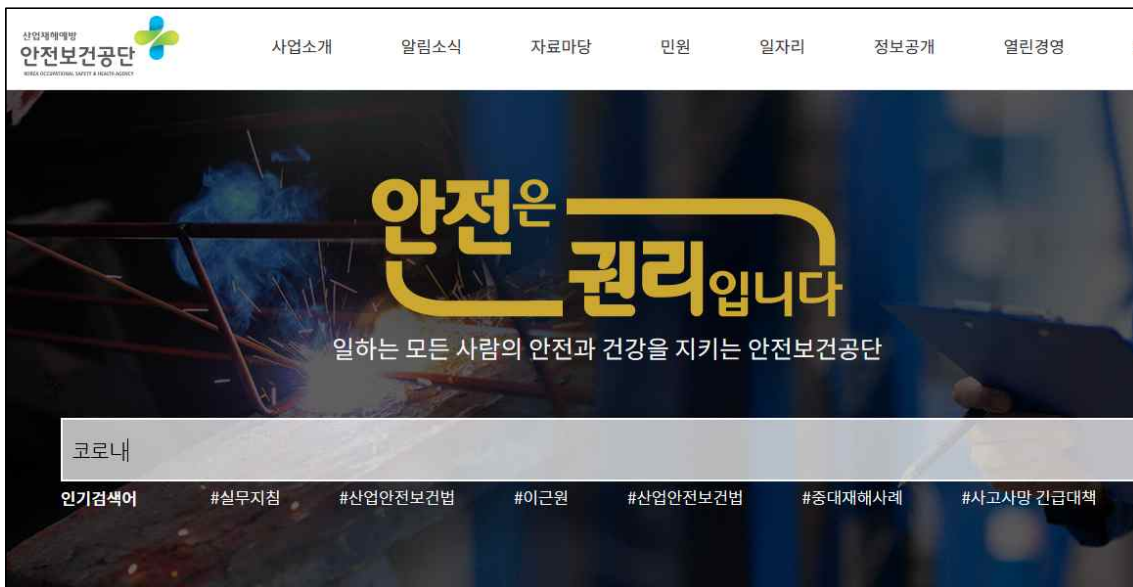 산업재해예방
안전보건공단
KOREA OCCUPATIONAL SAFETY & HEALTH AGENCY
사업소개 알림소식 자료마당 민원 일자리 정보공개 열린경영
안전은
권리입니다
일하는 모든 사람의 안전과 건강을 지키는 안전보건공단
코로내
인기검색어 #실무지침 #산업안전보건법 #이근원 #산업안전보건법 #중대재해사례 #사고사망 긴급대책